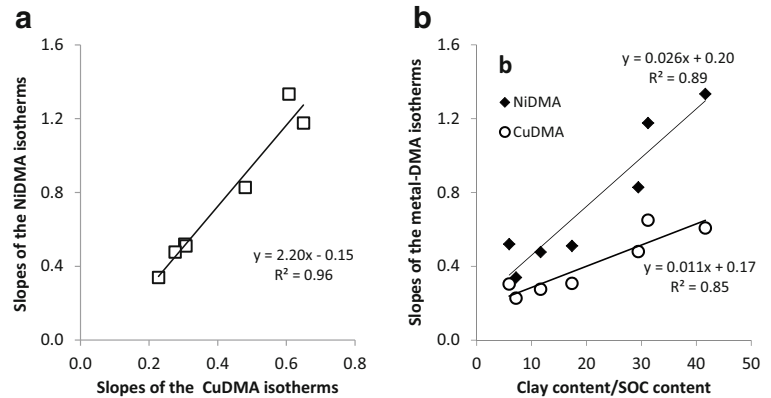 a
1.6
1.2
0.8
0.4
0.0
0.0 0.2 0.4 0.6 0.8
Slopes of the NiDMA isotherms
Slopes of the CuDMA isotherms
y = 2.20x - 0.15
R² = 0.96
b
1.6
1.2
0.8
0.4
0.0
0 10 20 30 40 50
Slopes of the metal-DMA isotherms
Clay content/SOC content
b
NiDMA
CuDMA
y = 0.026x + 0.20
R² = 0.89
y = 0.011x + 0.17
R² = 0.85